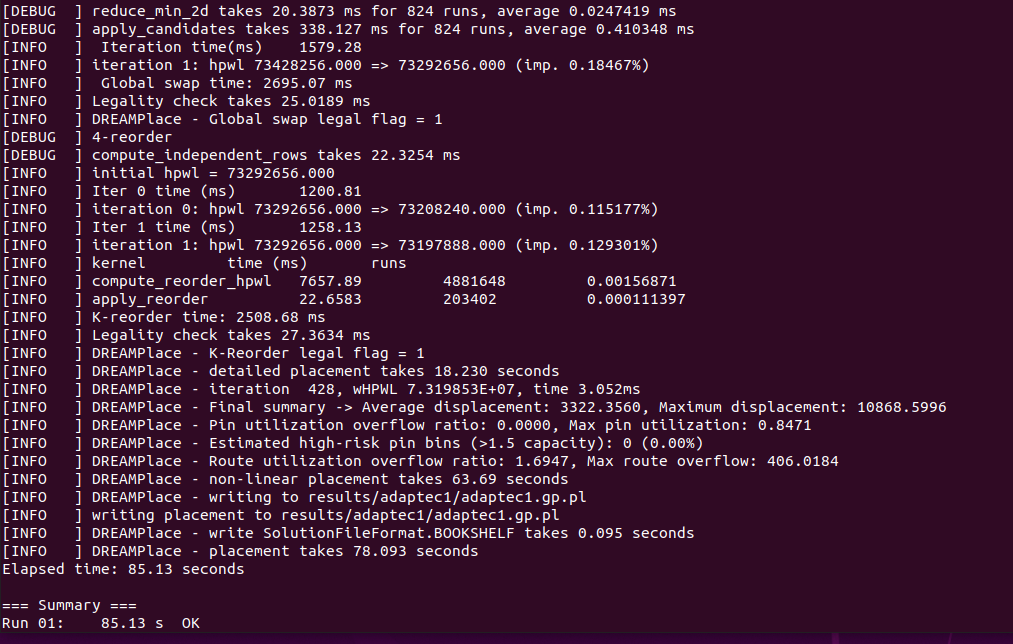 [DEBUG  ] reduce_min_2d takes 20.3873 ms for 824 runs, average 0.0247419 ms
[DEBUG  ] apply_candidates takes 338.127 ms for 824 runs, average 0.410348 ms
[INFO   ]  Iteration time(ms)    1579.28
[INFO   ] iteration 1: hpwl 73428256.000 => 73292656.000 (imp. 0.18467%)
[INFO   ]  Global swap time: 2695.07 ms
[INFO   ] Legality check takes 25.0189 ms
[INFO   ] DREAMPlace - Global swap legal flag = 1
[DEBUG  ] 4-reorder
[DEBUG  ] compute_independent_rows takes 22.3254 ms
[INFO   ] initial hpwl = 73292656.000
[INFO   ] Iter 0 time (ms)       1200.81
[INFO   ] iteration 0: hpwl 73292656.000 => 73208240.000 (imp. 0.115177%)
[INFO   ] Iter 1 time (ms)       1258.13
[INFO   ] iteration 1: hpwl 73292656.000 => 73197888.000 (imp. 0.129301%)
[INFO   ] kernel         time (ms)       runs
[INFO   ] compute_reorder_hpwl   7657.89         4881648         0.00156871
[INFO   ] apply_reorder          22.6583         203402          0.000111397
[INFO   ] K-reorder time: 2508.68 ms
[INFO   ] Legality check takes 27.3634 ms
[INFO   ] DREAMPlace - K-Reorder legal flag = 1
[INFO   ] DREAMPlace - detailed placement takes 18.230 seconds
[INFO   ] DREAMPlace - iteration  428, wHPWL 7.319853E+07, time 3.052ms
[INFO   ] DREAMPlace - Final summary -> Average displacement: 3322.3560, Maximum displacement: 10868.5996
[INFO   ] DREAMPlace - Pin utilization overflow ratio: 0.0000, Max pin utilization: 0.8471
[INFO   ] DREAMPlace - Estimated high-risk pin bins (>1.5 capacity): 0 (0.00%)
[INFO   ] DREAMPlace - Route utilization overflow ratio: 1.6947, Max route overflow: 406.0184
[INFO   ] DREAMPlace - non-linear placement takes 63.69 seconds
[INFO   ] DREAMPlace - writing to results/adaptec1/adaptec1.gp.pl
[INFO   ] writing placement to results/adaptec1/adaptec1.gp.pl
[INFO   ] DREAMPlace - write SolutionFileFormat.BOOKSHELF takes 0.095 seconds
[INFO   ] DREAMPlace - placement takes 78.093 seconds
Elapsed time: 85.13 seconds
=== Summary ===
Run 01:    85.13 s  OK